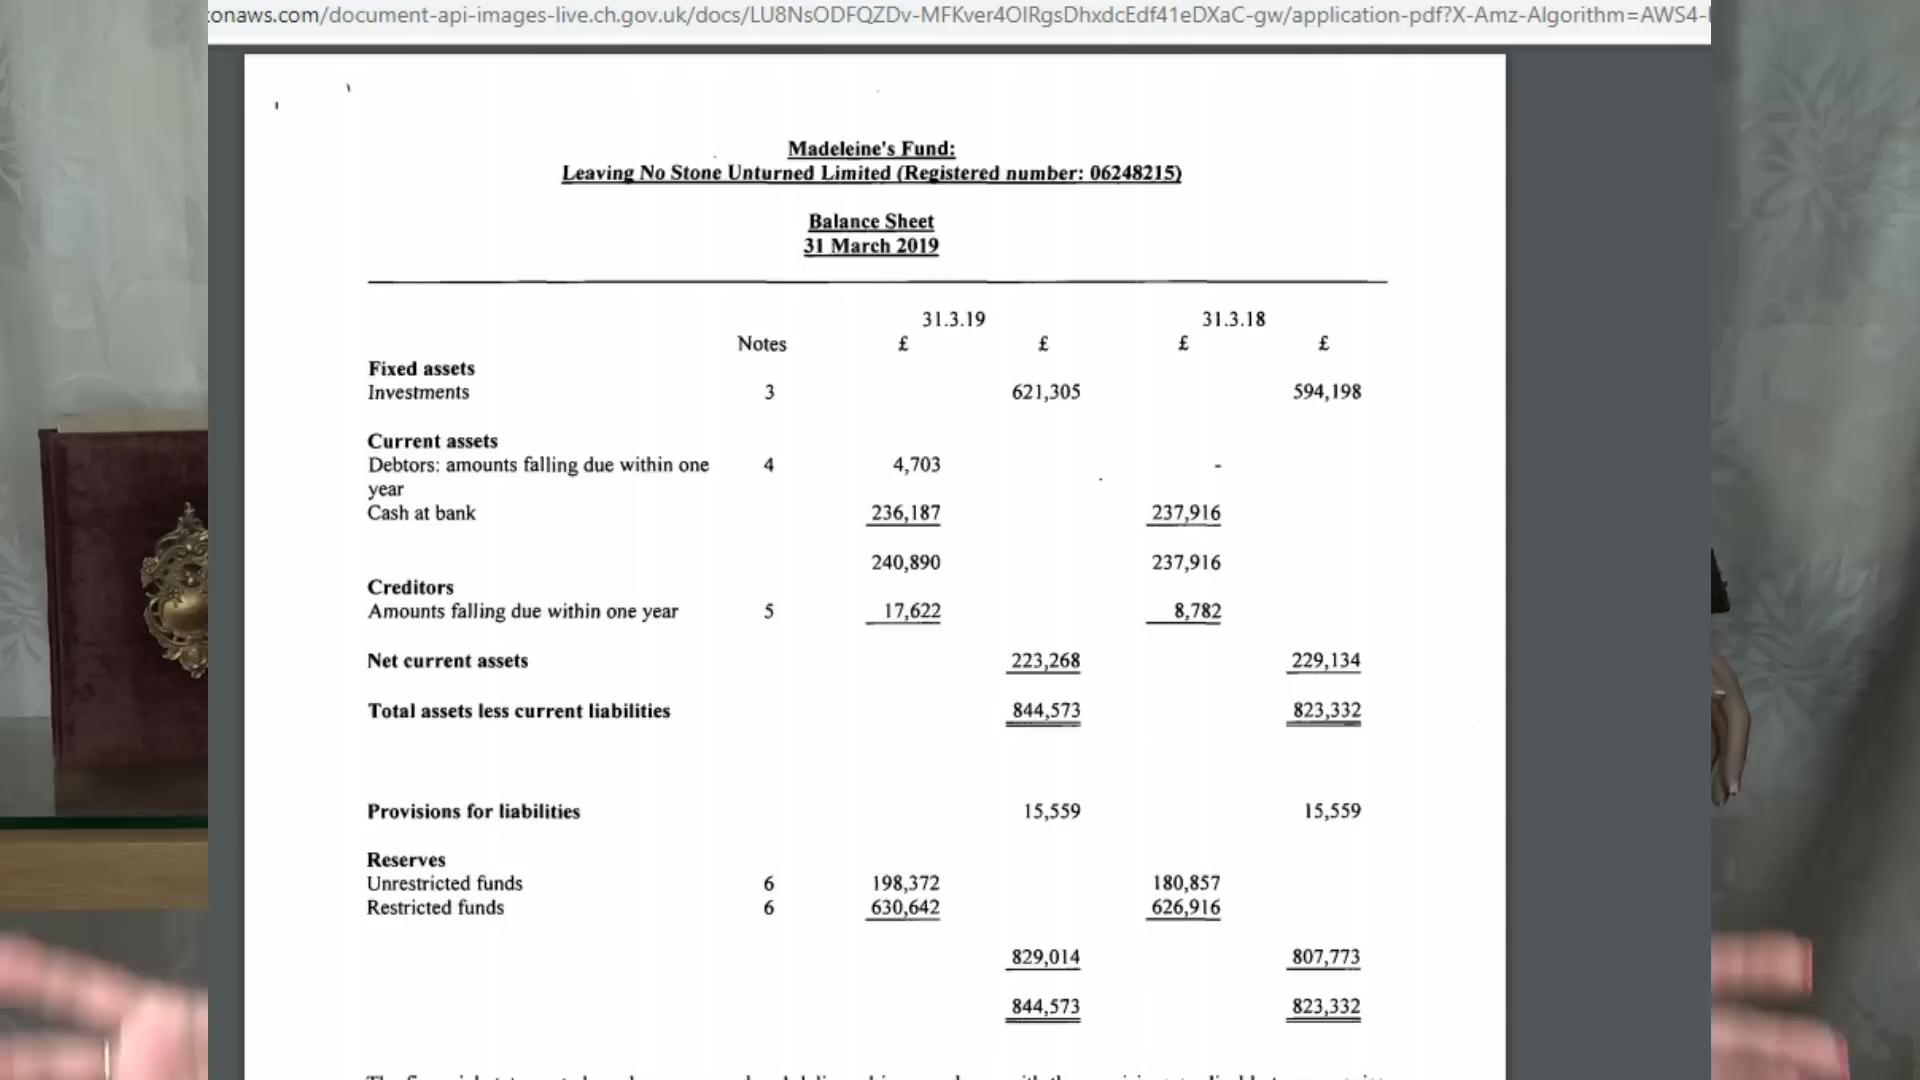 onaws.com/document-api-images-live.ch.gov.uk/docs/LU8NsODFQZDv-MFKver4OIRgsDhxdcEdf41eDXaC-gw/application-pdf?X-Amz-Algorithm=AWS4-
Madeleine's Fund:
Leaving No Stone Unturned Limited (Registered number: 06248215)
Balance Sheet
31 March 2019
31.3.19 31.3.18
Notes £ £ £ £
Fixed assets
Investments 3 621,305 594,198
Current assets
Debtors: amounts falling due within one 4 4,703 -
year
Cash at bank 236,187 237,916
240,890 237,916
Creditors
Amounts falling due within one year 5 17,622 8,782
Net current assets 223,268 229,134
Total assets less current liabilities 844,573 823,332
Provisions for liabilities 15,559 15,559
Reserves
Unrestricted funds 6 198,372 180,857
Restricted funds 6 630,642 626,916
829,014 807,773
844,573 823,332